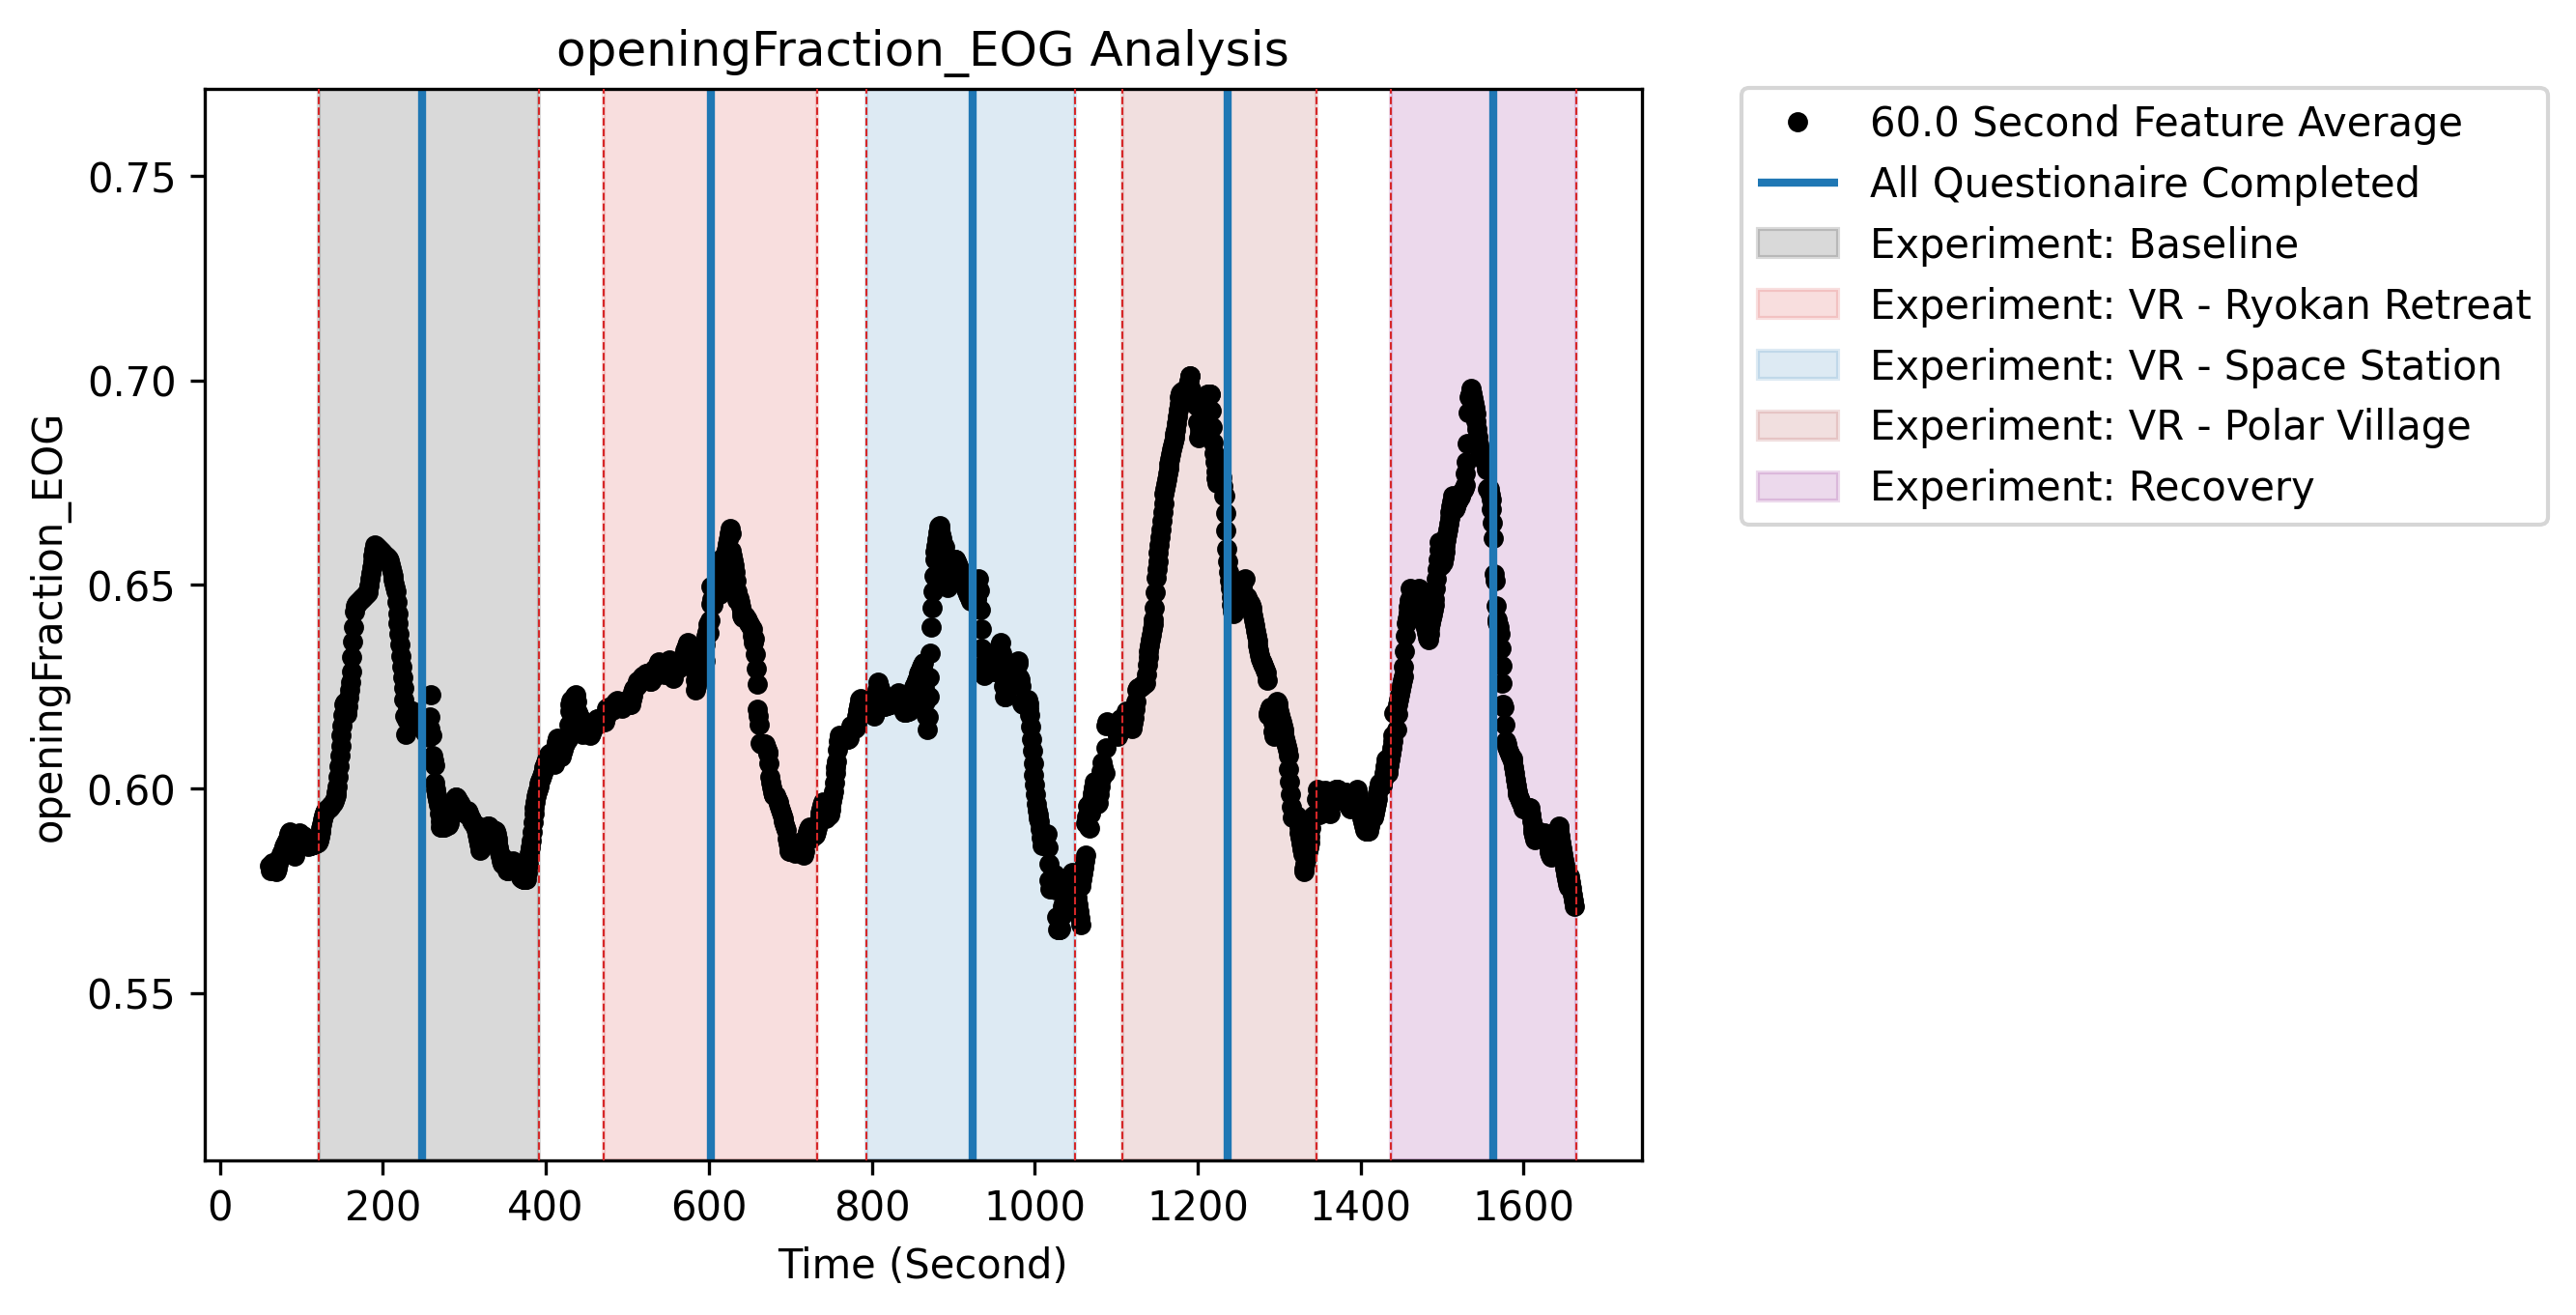 openingFraction_EOG Analysis
openingFraction_EOG
0.75
0.70
0.65
0.60
0.55
0
200
400
600
800
1000
1200
1400
1600
Time (Second)
60.0 Second Feature Average
All Questionaire Completed
Experiment: Baseline
Experiment: VR - Ryokan Retreat
Experiment: VR - Space Station
Experiment: VR - Polar Village
Experiment: Recovery